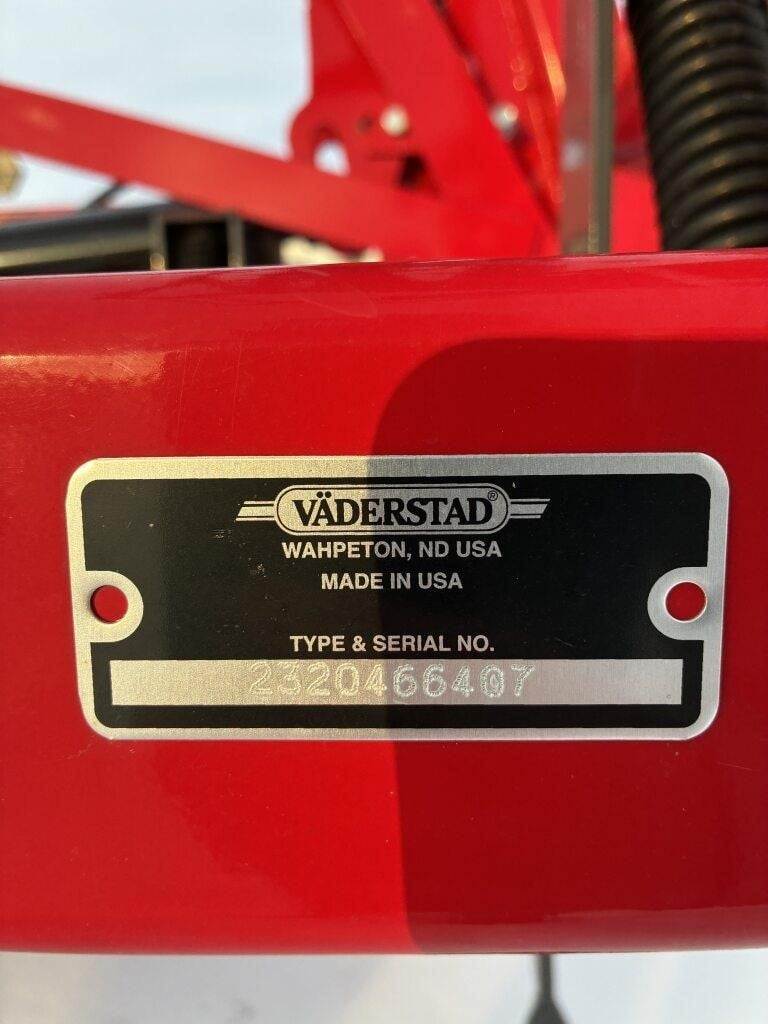 VÄDERSTAD®
WAHPETON, ND USA
MADE IN USA
TYPE & SERIAL NO.
2320466407